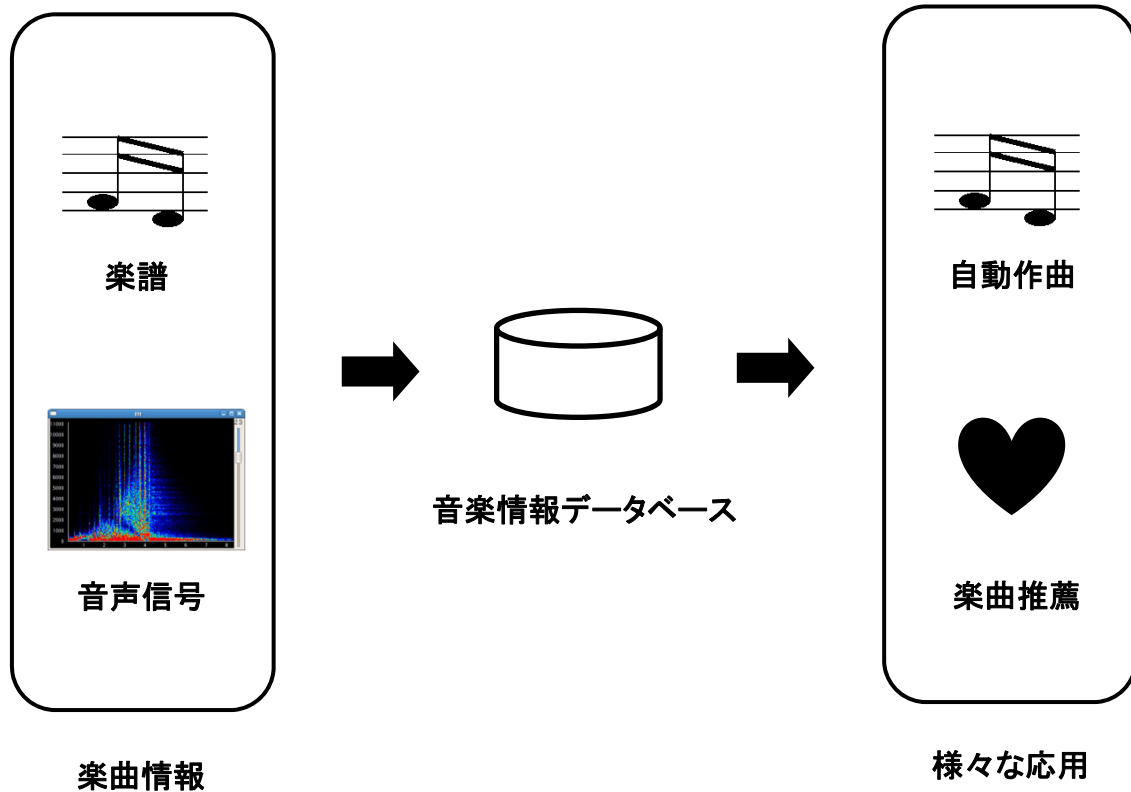 楽譜
音声信号
楽曲情報
音楽情報データベース
自動作曲
楽曲推薦
様々な応用